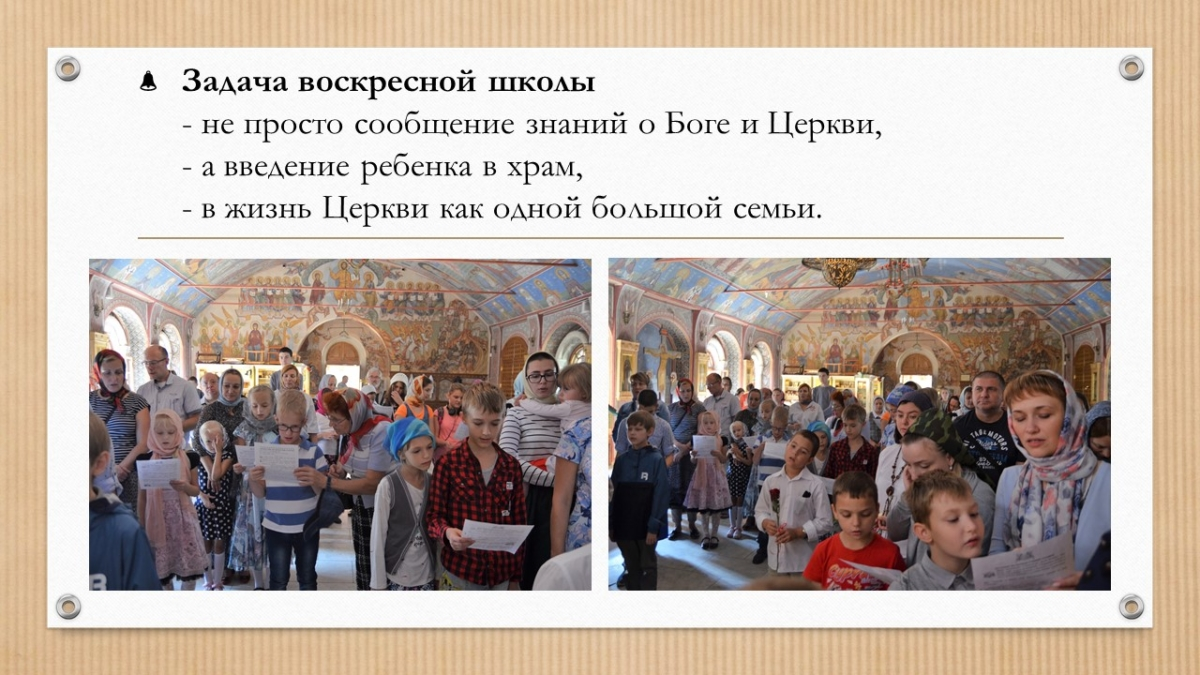 Задача воскресной школы
- не просто сообщение знаний о Боге и Церкви,
- а введение ребенка в храм,
- в жизнь Церкви как одной большой семьи.